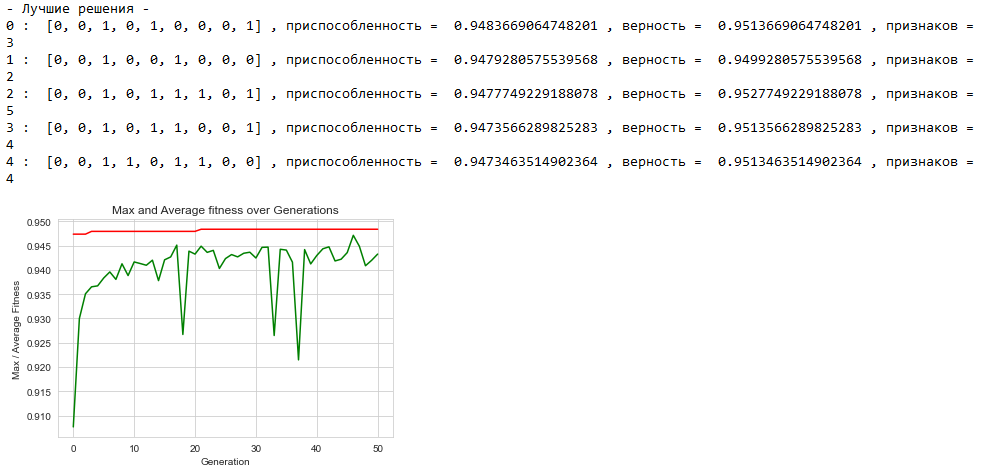 - Лучшие решения -
0 :  [0, 0, 1, 0, 1, 0, 0, 0, 1] , приспособленность =  0.9483669064748201 , верность =  0.9513669064748201 , признаков =
3
1 :  [0, 0, 1, 0, 0, 1, 0, 0, 0] , приспособленность =  0.9479280575539568 , верность =  0.9499280575539568 , признаков =
2
2 :  [0, 0, 1, 0, 1, 1, 1, 0, 1] , приспособленность =  0.9477749229188078 , верность =  0.9527749229188078 , признаков =
5
3 :  [0, 0, 1, 0, 1, 1, 0, 0, 1] , приспособленность =  0.9473566289825283 , верность =  0.9513566289825283 , признаков =
4
4 :  [0, 0, 1, 1, 0, 1, 1, 0, 0] , приспособленность =  0.9473463514902364 , верность =  0.9513463514902364 , признаков =
4
Max and Average fitness over Generations
0.950
0.945
0.940
0.935
0.930
0.925
0.920
0.915
0.910
Max / Average Fitness
0 10 20 30 40 50
Generation